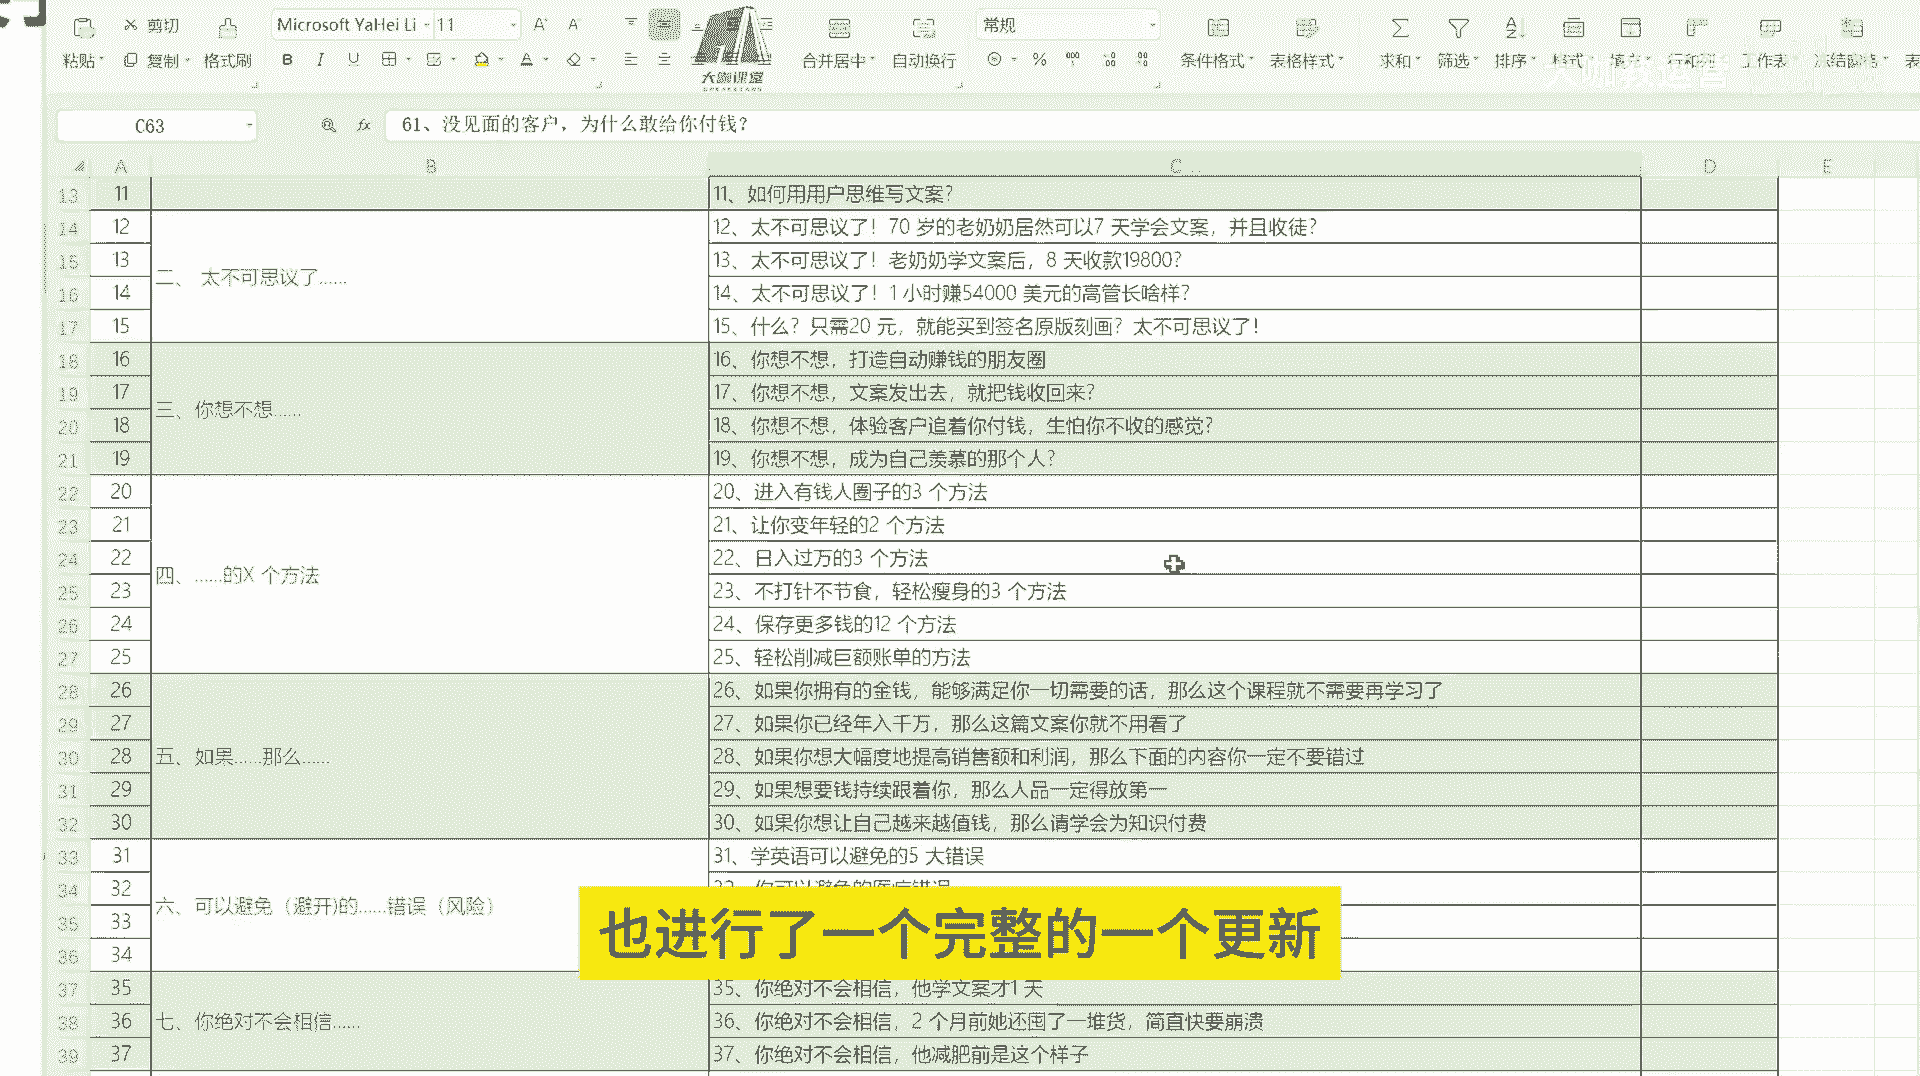 剪切
Microsoft YaHei Li
11
常规
粘贴
复制
格式刷
B I U
A
大咖课堂
合并居中
自动换行
%
条件格式
表格样式
求和
筛选
排序
格式
填充
行和列
工作表
冻结窗格
表
C63
fx
61、没见面的客户，为什么敢给你付钱？
A B C D E
13 11 11、如何用用户思维写文案？
14 12 12、太不可思议了！70 岁的老奶奶居然可以7 天学会文案，并且收徒？
15 13 二、 太不可思议了…… 13、太不可思议了！老奶奶学文案后，8 天收款19800？
16 14 14、太不可思议了！1 小时赚54000 美元的高管长啥样？
17 15 15、什么？只需20 元，就能买到签名原版刻画？太不可思议了！
18 16 16、你想不想，打造自动赚钱的朋友圈
19 17 三、你想不想…… 17、你想不想，文案发出去，就把钱收回来？
20 18 18、你想不想，体验客户追着你付钱，生怕你不收的感觉？
21 19 19、你想不想，成为自己羡慕的那个人？
22 20 20、进入有钱人圈子的3 个方法
23 21 21、让你变年轻的2 个方法
24 22 四、……的X 个方法 22、日入过万的3 个方法
25 23 23、不打针不节食，轻松瘦身的3 个方法
26 24 24、保存更多钱的12 个方法
27 25 25、轻松削减巨额账单的方法
28 26 26、如果你拥有的金钱，能够满足你一切需要的话，那么这个课程就不需要再学习了
29 27 27、如果你已经年入千万，那么这篇文案你就不用看了
30 28 五、如果……那么…… 28、如果你想大幅度地提高销售额和利润，那么下面的内容你一定不要错过
31 29 29、如果想要钱持续跟着你，那么人品一定得放第一
32 30 30、如果你想让自己越来越值钱，那么请学会为知识付费
33 31 31、学英语可以避免的5 大错误
34 32 32、你可以避免的医疗错误
35 33 六、可以避免（避开)的……错误（风险）
36 34
也进行了一个完整的一个更新
37 35 35、你绝对不会相信，他学文案才1 天
38 36 七、你绝对不会相信…… 36、你绝对不会相信，2 个月前她还囤了一堆货，简直快要崩溃
39 37 37、你绝对不会相信，他减肥前是这个样子